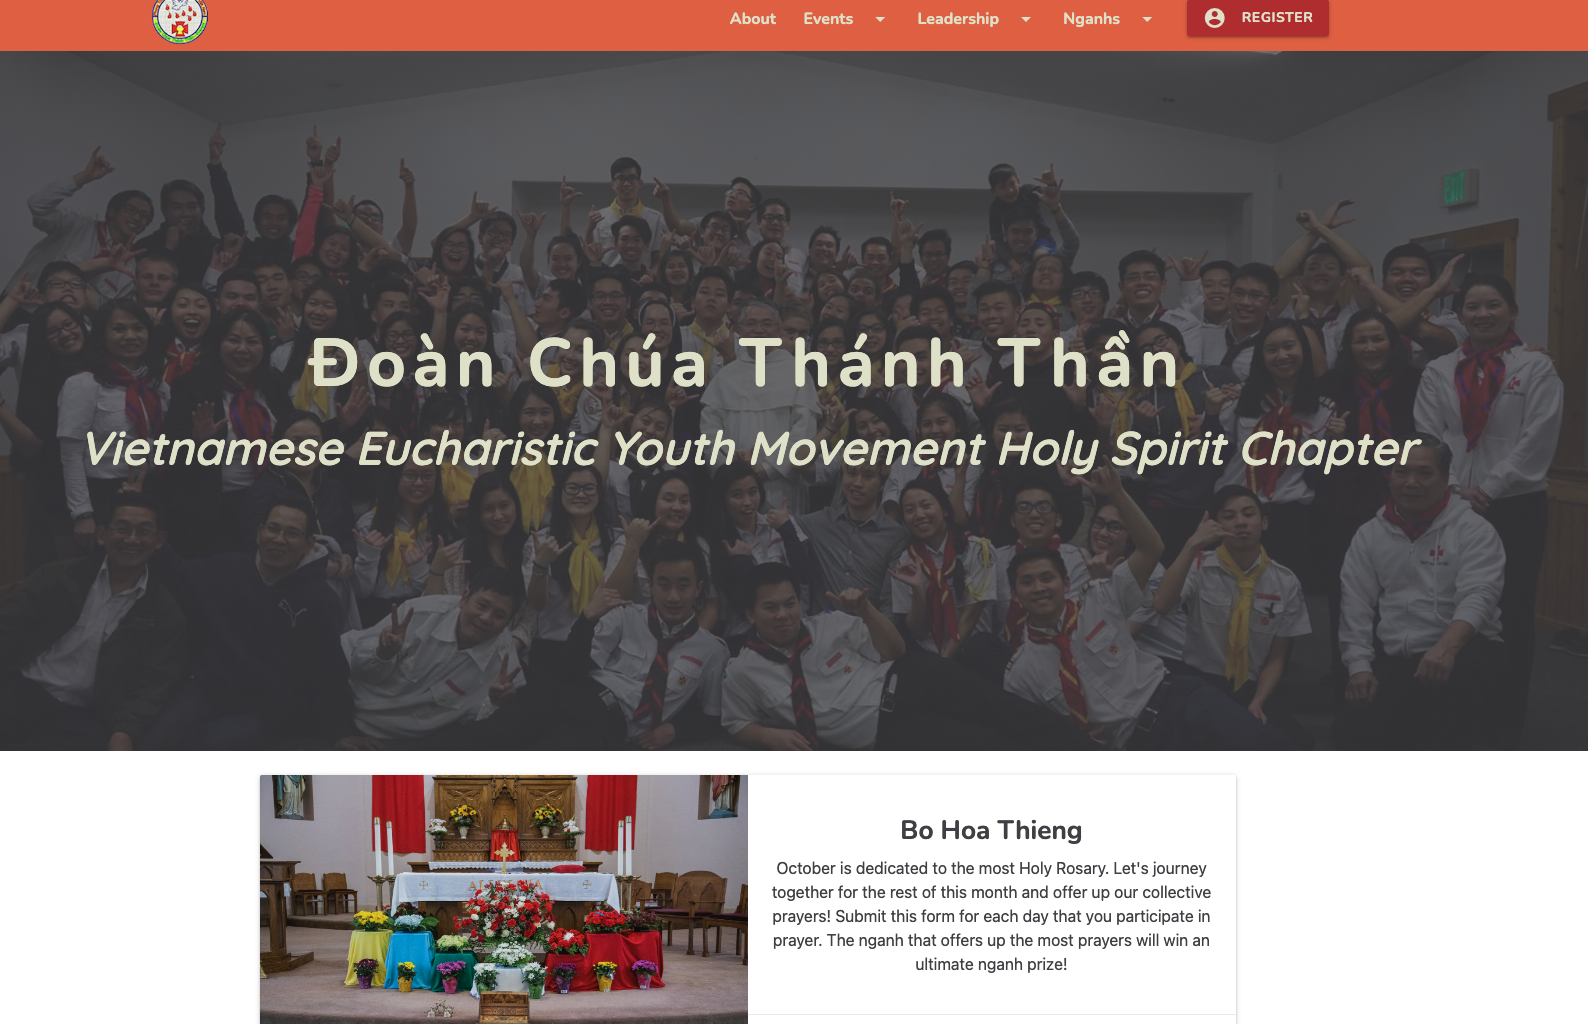 About Events Leadership Nganhs REGISTER
Đoàn Chúa Thánh Thần
Vietnamese Eucharistic Youth Movement Holy Spirit Chapter
Bo Hoa Thieng
October is dedicated to the most Holy Rosary. Let's journey
together for the rest of this month and offer up our collective
prayers! Submit this form for each day that you participate in
prayer. The nganh that offers up the most prayers will win an
ultimate nganh prize!